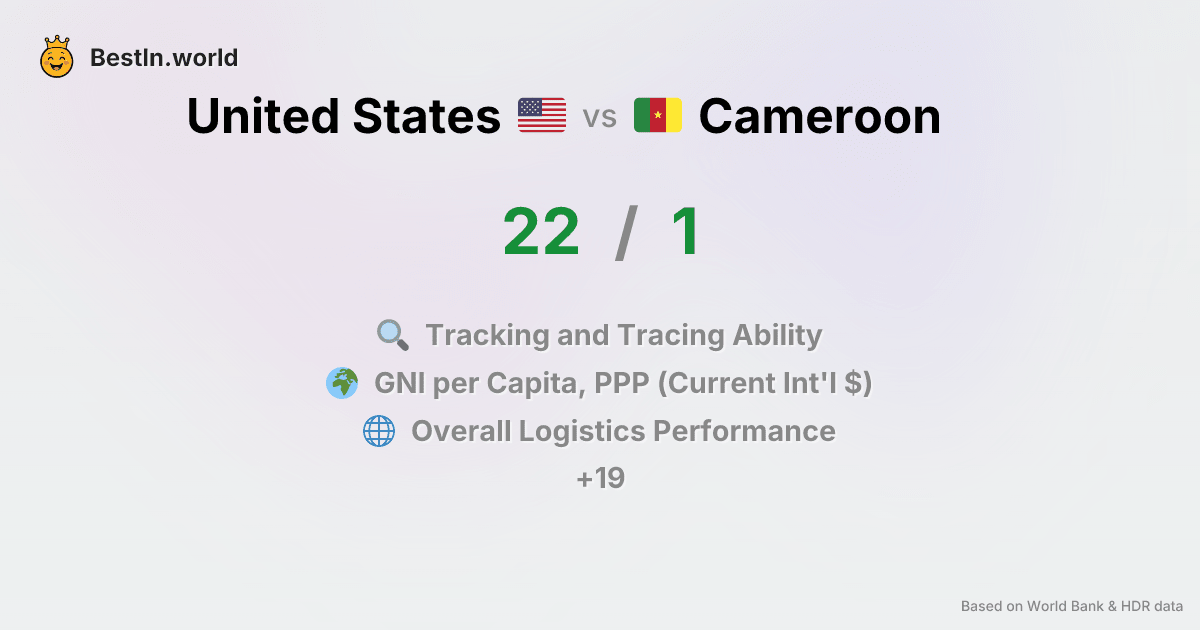 BestIn.world
United States vs Cameroon
22 / 1
Tracking and Tracing Ability
GNI per Capita, PPP (Current Int'l $)
Overall Logistics Performance
+19
Based on World Bank & HDR data